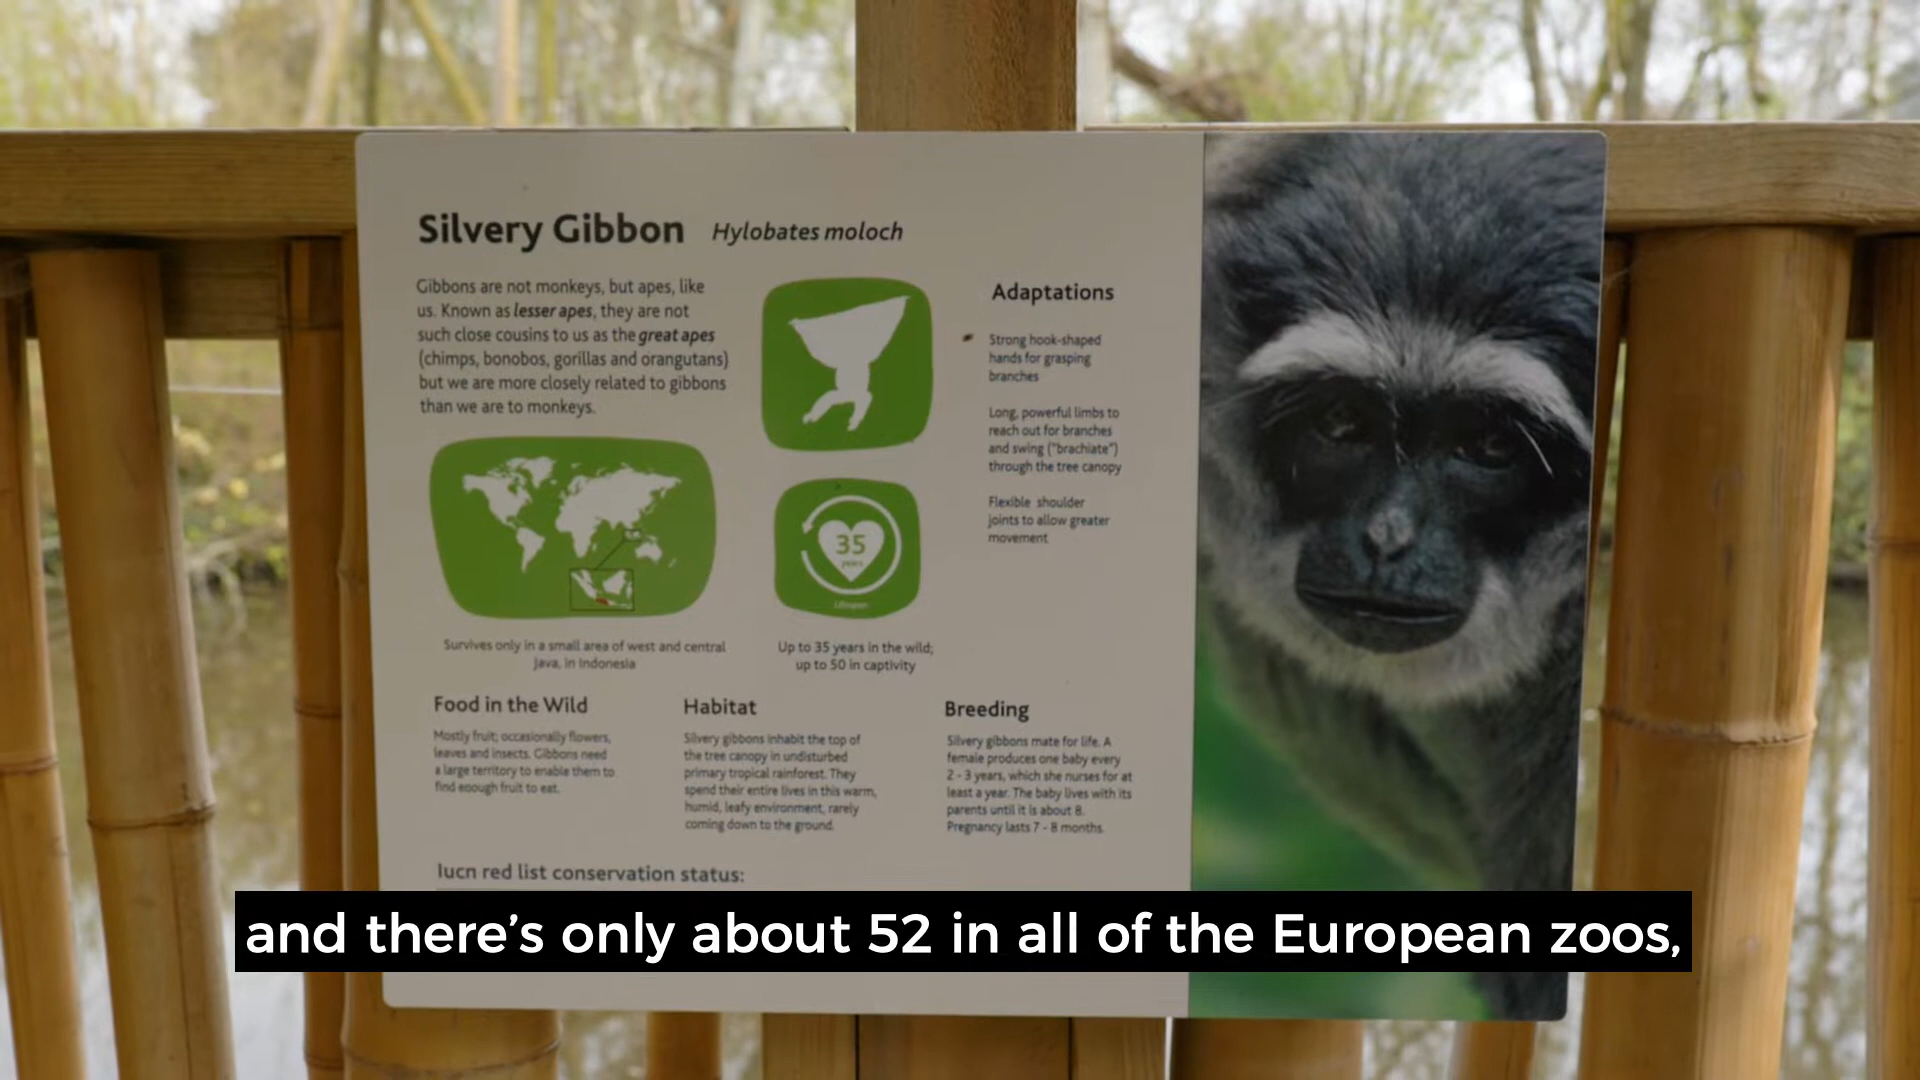 Silvery Gibbon Hylobates moloch
Gibbons are not monkeys, but apes, like
us. Known as lesser apes, they are not
such close cousins to us as the great apes
(chimps, bonobos, gorillas and orangutans)
but we are more closely related to gibbons
than we are to monkeys.
Survives only in a small area of west and central
Java, in Indonesia
35
years
Lifespan
Up to 35 years in the wild;
up to 50 in captivity
Adaptations
Strong hook-shaped
hands for grasping
branches
Long, powerful limbs to
reach out for branches
and swing ("brachiate")
through the tree canopy
Flexible shoulder
joints to allow greater
movement
Food in the Wild
Mostly fruit; occasionally flowers,
leaves and insects. Gibbons need
a large territory to enable them to
find enough fruit to eat.
Habitat
Silvery gibbons inhabit the top of
the tree canopy in undisturbed
primary tropical rainforest. They
spend their entire lives in this warm,
humid, leafy environment, rarely
coming down to the ground.
Breeding
Silvery gibbons mate for life. A
female produces one baby every
2 - 3 years, which she nurses for at
least a year. The baby lives with its
parents until it is about 8.
Pregnancy lasts 7 - 8 months.
Iucn red list conservation status:
and there's only about 52 in all of the European zoos,